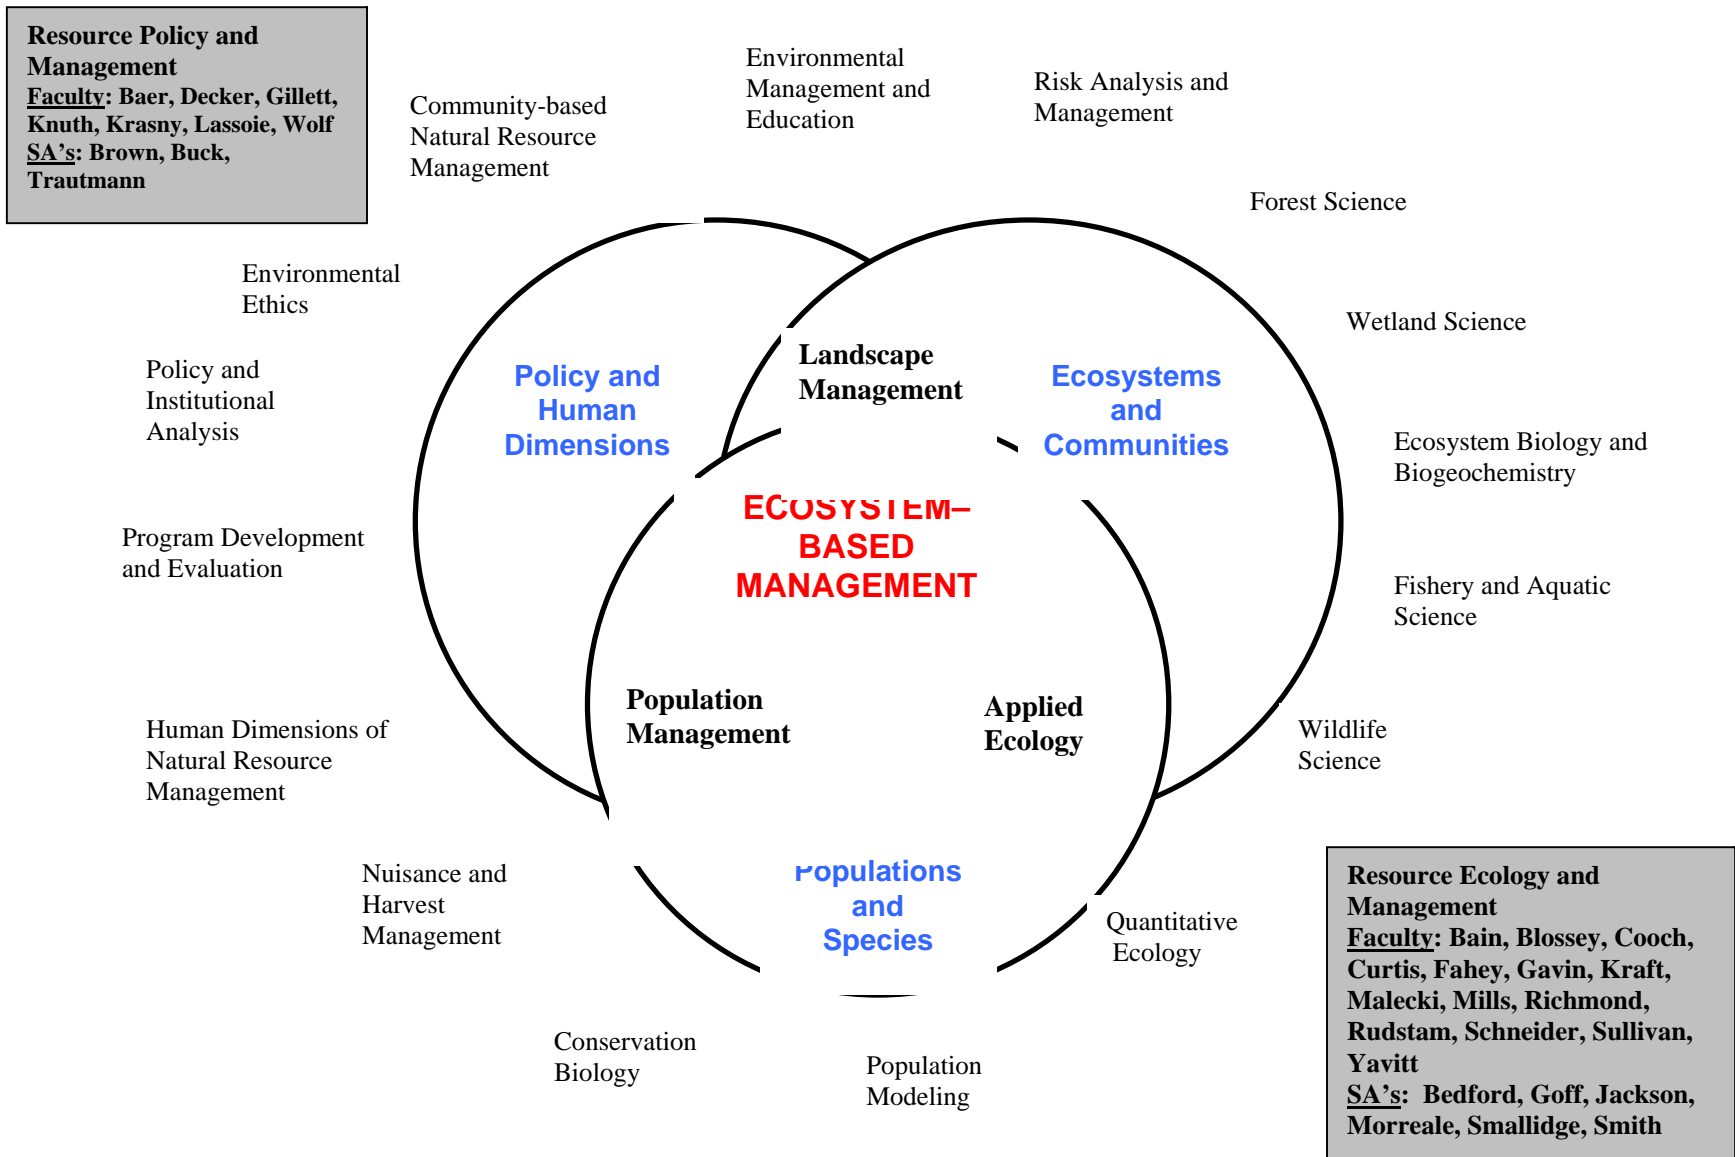 Resource Policy and
Management
Faculty: Baer, Decker, Gillett,
Knuth, Krasny, Lassoie, Wolf
SA's: Brown, Buck,
Trautmann
Community-based
Natural Resource
Management
Environmental
Management and
Education
Risk Analysis and
Management
Forest Science
Environmental
Ethics
Wetland Science
Policy and
Institutional
Analysis
Policy and
Human
Dimensions
Landscape
Management
Ecosystems
and
Communities
Ecosystem Biology and
Biogeochemistry
Program Development
and Evaluation
ECOSYSTEM–
BASED
MANAGEMENT
Fishery and Aquatic
Science
Population
Management
Applied
Ecology
Human Dimensions of
Natural Resource
Management
Wildlife
Science
Nuisance and
Harvest
Management
Populations
and
Species
Quantitative
Ecology
Conservation
Biology
Population
Modeling
Resource Ecology and
Management
Faculty: Bain, Blossey, Cooch,
Curtis, Fahey, Gavin, Kraft,
Malecki, Mills, Richmond,
Rudstam, Schneider, Sullivan,
Yavitt
SA's:  Bedford, Goff, Jackson,
Morreale, Smallidge, Smith